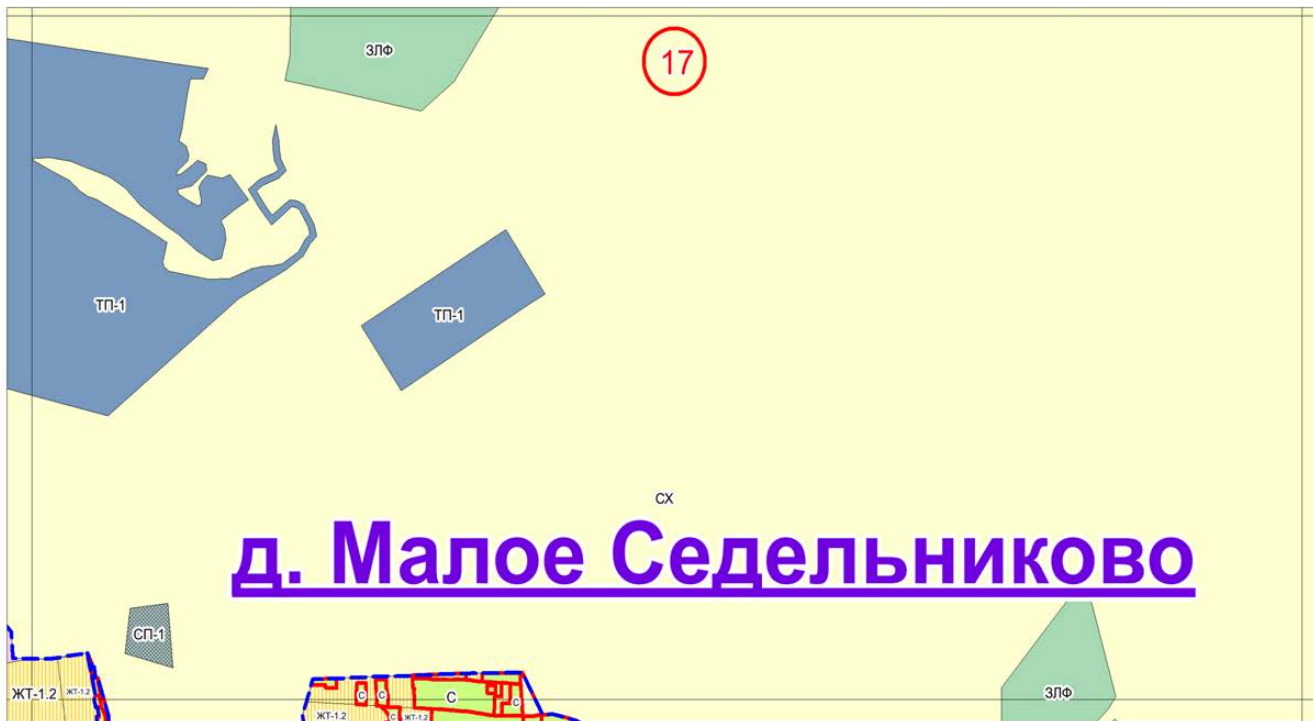 ЗЛФ
17
ТП-1
ТП-1
СХ
д. Малое Седельниково
СП-1
ЖТ-1.2
ЖТ-1.2
С
С
С
С
ЗЛФ
ЖТ-1.2
С
ЖТ-1.2